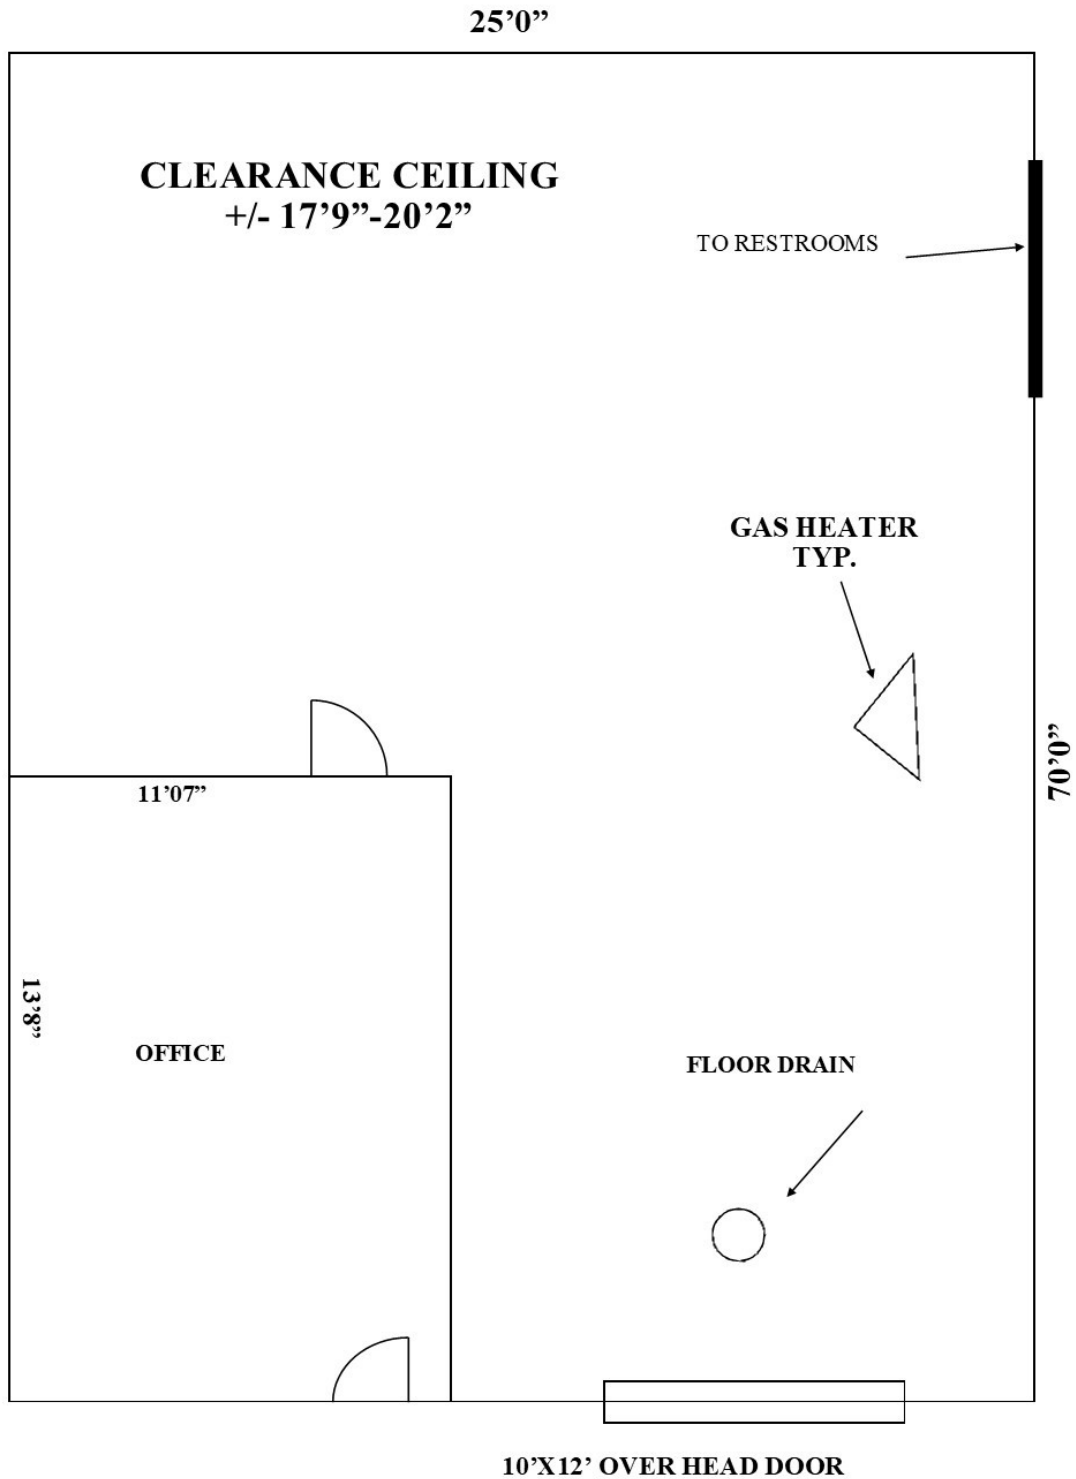 25’0”
CLEARANCE CEILING
+/- 17’9”-20’2”
TO RESTROOMS
GAS HEATER
TYP.
70’0”
11’07”
13’8”
OFFICE
FLOOR DRAIN
10’X12’ OVER HEAD DOOR